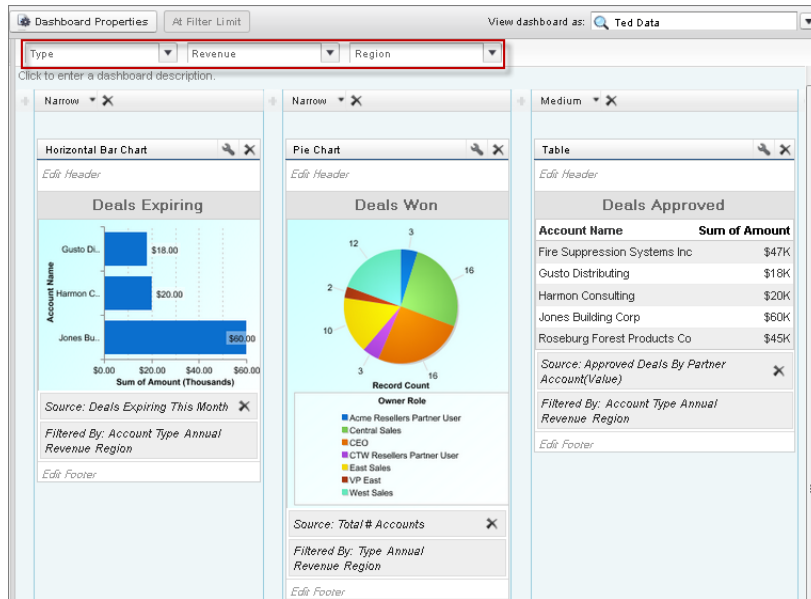 Dashboard Properties At Filter Limit View dashboard as: Ted Data
Type Revenue Region
Click to enter a dashboard description.
Narrow
Horizontal Bar Chart
Edit Header
Deals Expiring
Account Name
Gusto Di..
$18.00
Harmon C..
$20.00
Jones Bu..
$60.00
$0.00 $20.00 $40.00 $60.00
Sum of Amount (Thousands)
Source: Deals Expiring This Month
Filtered By: Account Type Annual
Revenue Region
Edit Footer
Narrow
Pie Chart
Edit Header
Deals Won
3
16
16
3
10
2
12
Record Count
Owner Role
Acme Resellers Partner User
Central Sales
CEO
CTW Resellers Partner User
East Sales
VP East
West Sales
Source: Total # Accounts
Filtered By: Type Annual
Revenue Region
Edit Footer
Medium
Table
Edit Header
Deals Approved
Account Name Sum of Amount
Fire Suppression Systems Inc $47K
Gusto Distributing $18K
Harmon Consulting $20K
Jones Building Corp $60K
Roseburg Forest Products Co $45K
Source: Approved Deals By Partner
Account(Value)
Filtered By: Account Type Annual
Revenue Region
Edit Footer